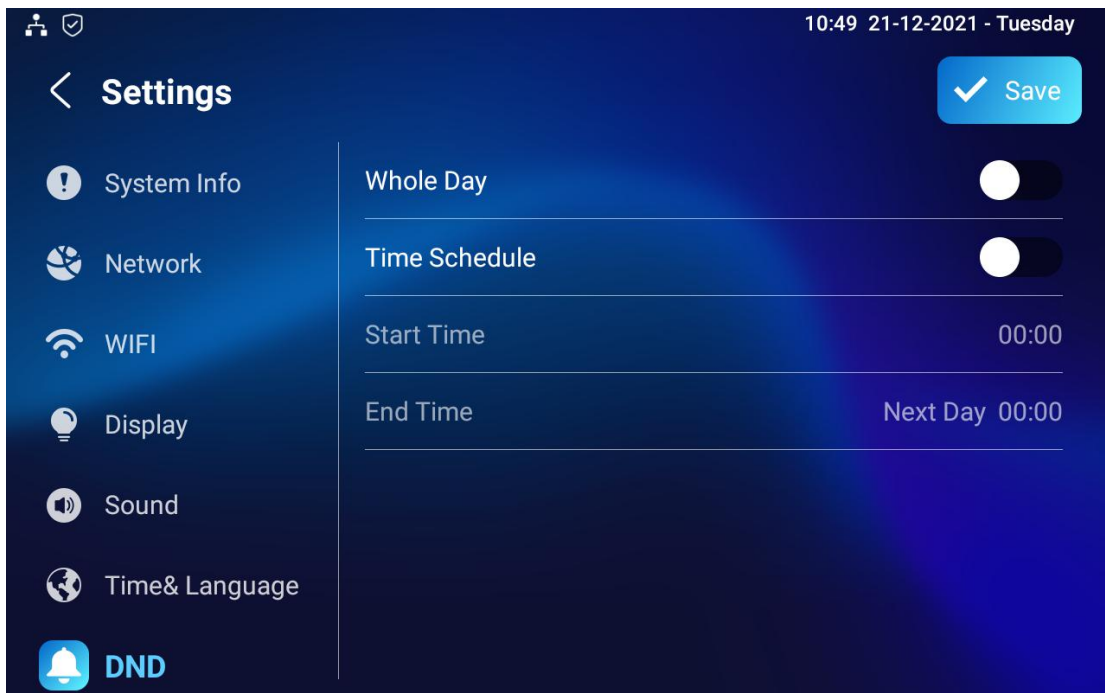 10:49 21-12-2021 - Tuesday
Settings
Save
System Info
Network
WIFI
Display
Sound
Time& Language
DND
Whole Day
Time Schedule
Start Time 00:00
End Time Next Day 00:00